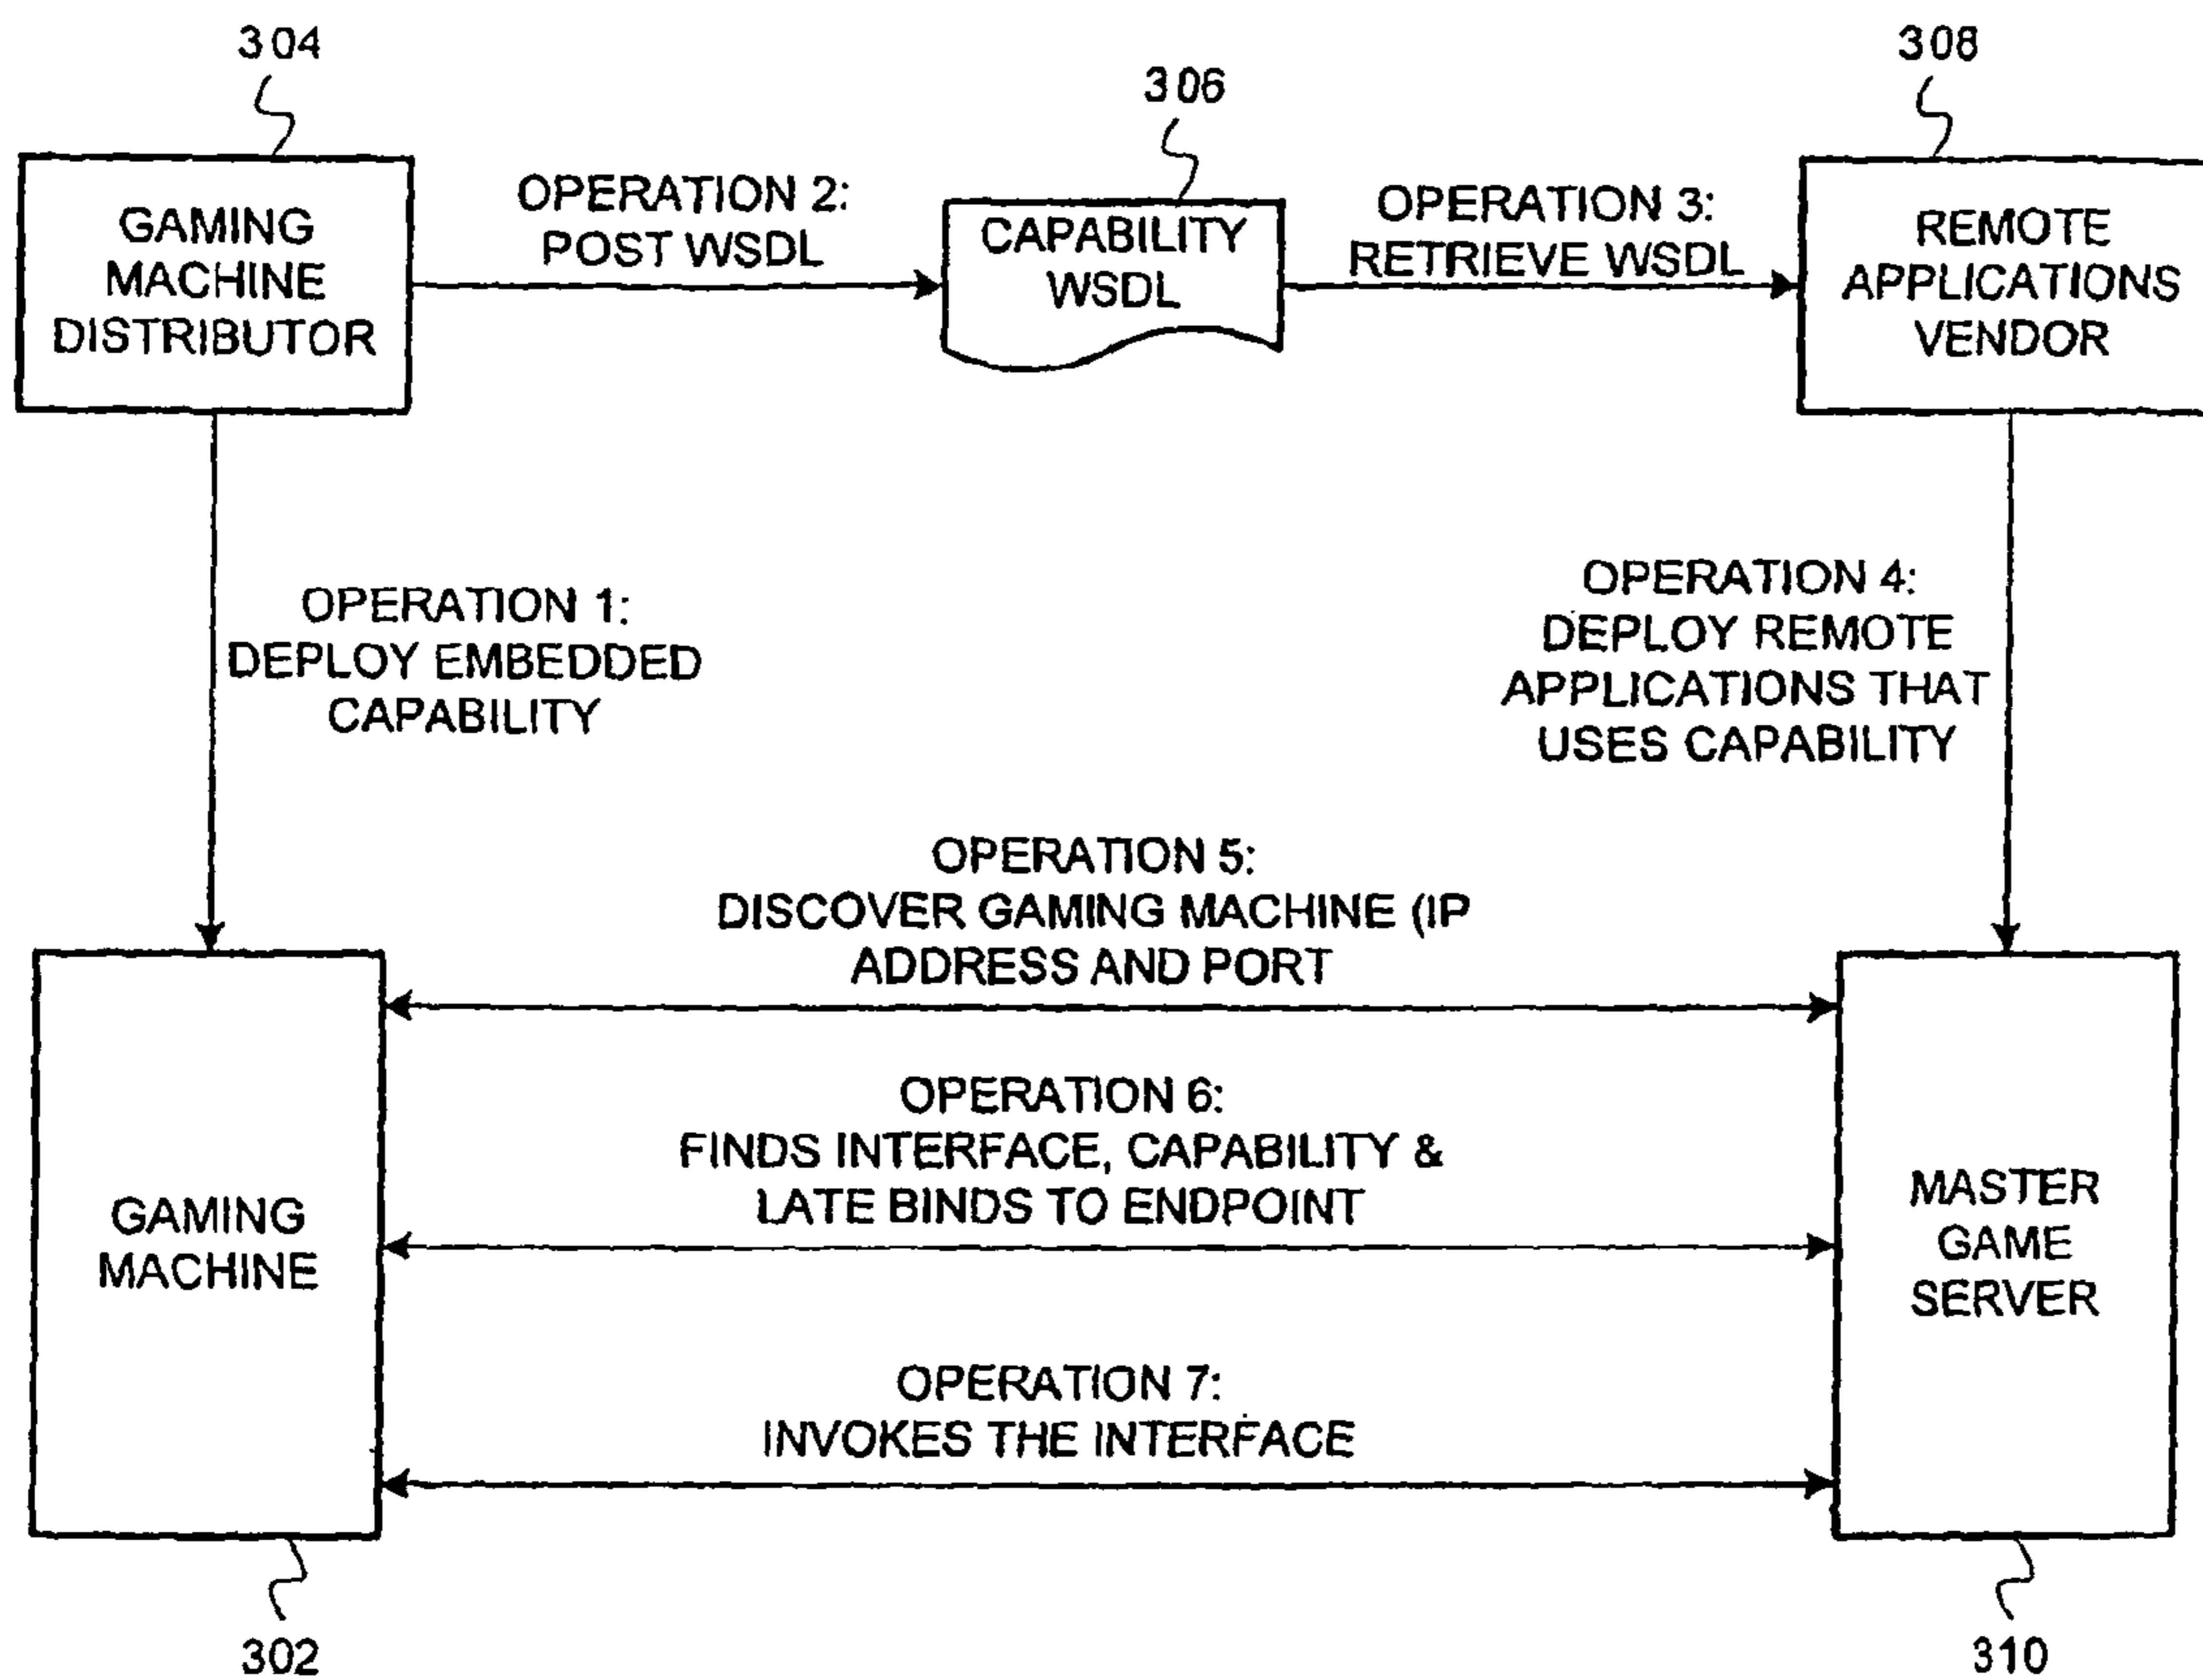 304
306
308
GAMING
MACHINE
DISTRIBUTOR
OPERATION 2:
POST WSDL
CAPABILITY
WSDL
OPERATION 3:
RETRIEVE WSDL
REMOTE
APPLICATIONS
VENDOR
OPERATION 1:
DEPLOY EMBEDDED
CAPABILITY
OPERATION 4:
DEPLOY REMOTE
APPLICATIONS THAT
USES CAPABILITY
OPERATION 5:
DISCOVER GAMING MACHINE (IP
ADDRESS AND PORT
OPERATION 6:
FINDS INTERFACE, CAPABILITY &
LATE BINDS TO ENDPOINT
GAMING
MACHINE
MASTER
GAME
SERVER
OPERATION 7:
INVOKES THE INTERFACE
302
310